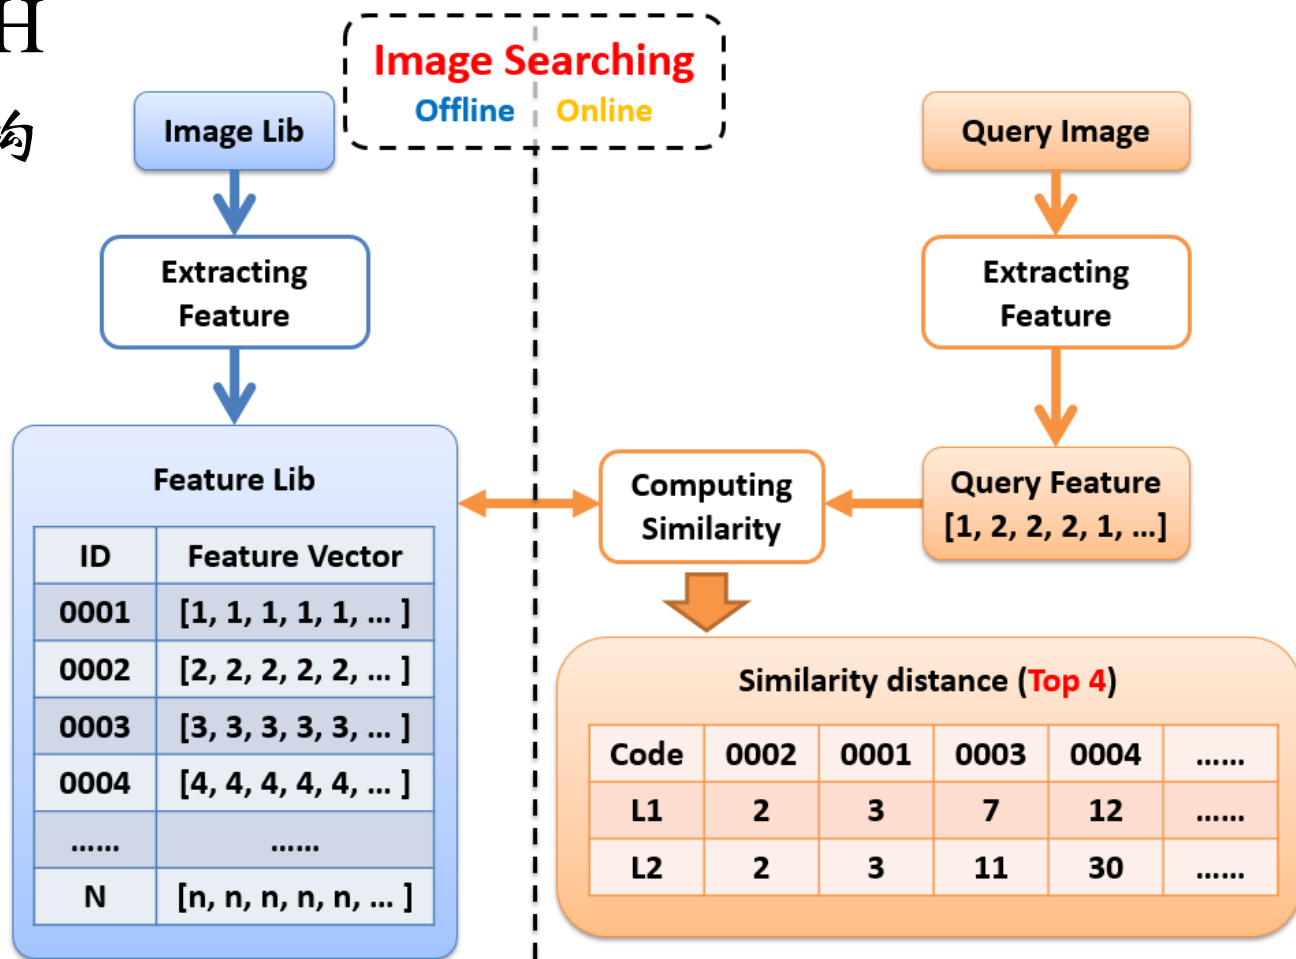 H
构
Image Searching
Offline
Online
Image Lib
Extracting
Feature
Feature Lib
ID Feature Vector
0001 [1, 1, 1, 1, 1, ... ]
0002 [2, 2, 2, 2, 2, ... ]
0003 [3, 3, 3, 3, 3, ... ]
0004 [4, 4, 4, 4, 4, ... ]
...... ......
N [n, n, n, n, n, ... ]
Query Image
Extracting
Feature
Query Feature
[1, 2, 2, 2, 1, ...]
Computing
Similarity
Similarity distance (Top 4)
Code 0002 0001 0003 0004 ......
L1 2 3 7 12 ......
L2 2 3 11 30 ......